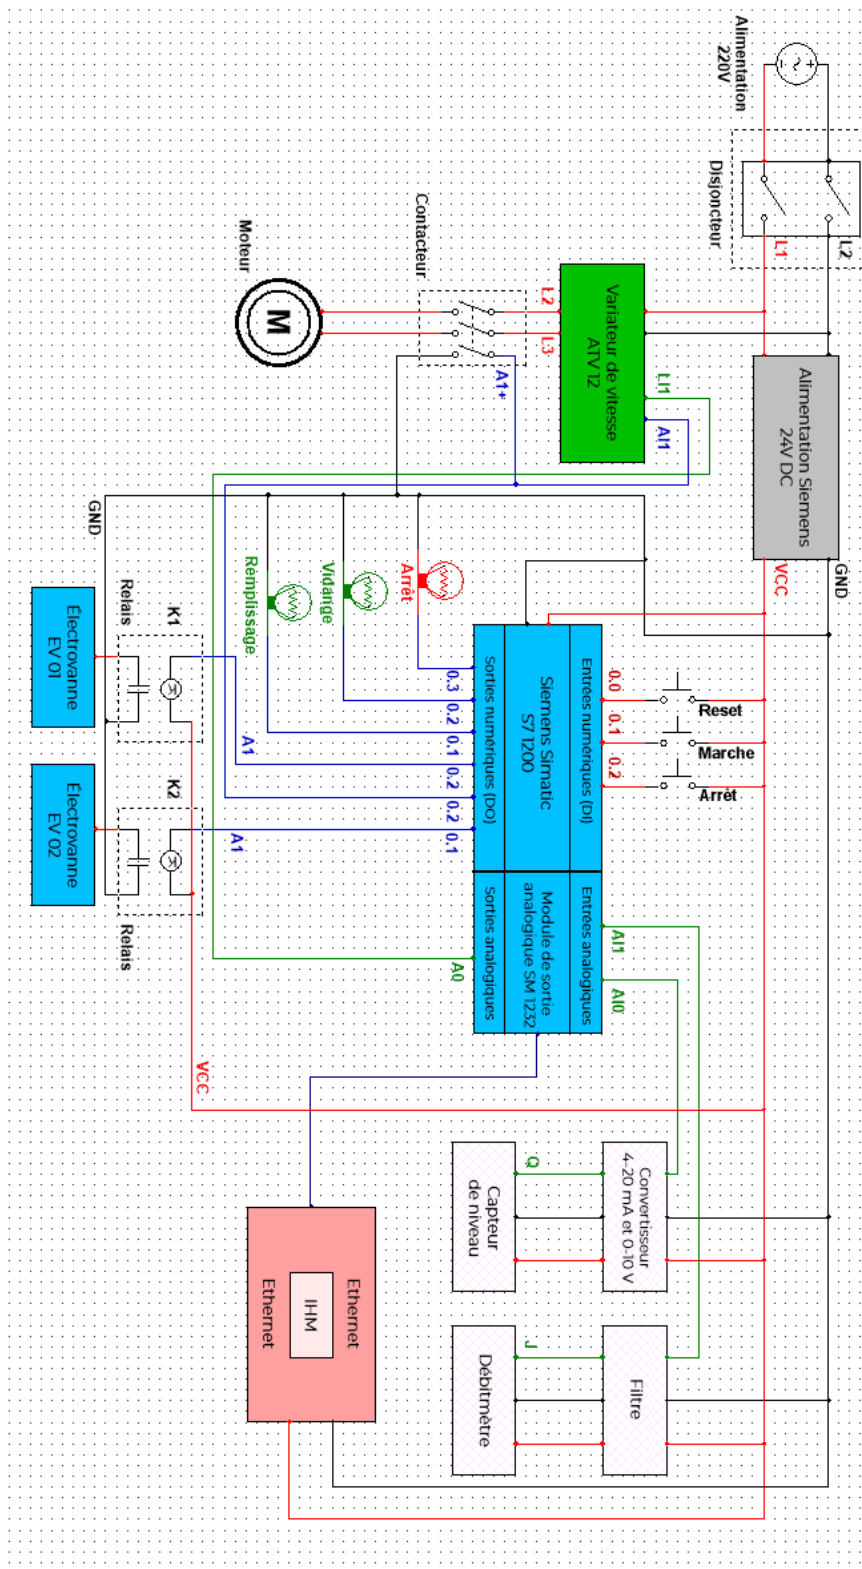 Alimentation
220V
L2
L1
Disjoncteur
Alimentation Siemens
24V DC
GND
VCC
Variateur de vitesse
ATV 12
LI1
AI1
L2
L3
Contacteur
A1+
Moteur
M
Reset
Marche
Arrêt
0.0
0.1
0.2
Entrées numériques (DI)
Siemens Simatic
S7 1200
Sorties numériques (DO)
Entrées analogiques
Module de sortie
analogique SM 1232
Sorties analogiques
AI1
AI0
A0
0.3
0.2
0.1
0.2
0.2
0.1
Arrêt
Vidange
Remplissage
GND
A1
A1
K1
K2
Relais
Relais
Électrovanne
EV 01
Électrovanne
EV 02
VCC
Convertisseur
4-20 mA et 0-10 V
Filtre
Q
J
Capteur
de niveau
Débitmètre
Ethernet
IHM
Ethernet